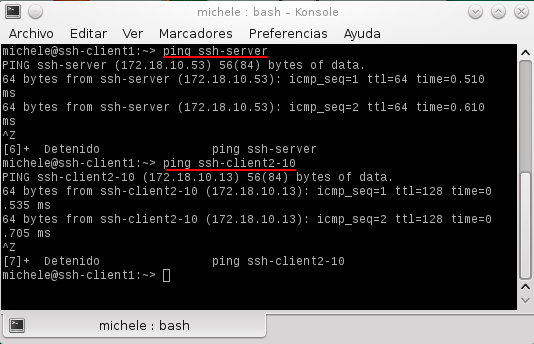 michele : bash – Konsole
Archivo Editar Ver Marcadores Preferencias Ayuda
michele@ssh-client1:~> ping ssh-server
PING ssh-server (172.18.10.53) 56(84) bytes of data.
64 bytes from ssh-server (172.18.10.53): icmp_seq=1 ttl=64 time=0.510
ms
64 bytes from ssh-server (172.18.10.53): icmp_seq=2 ttl=64 time=0.610
ms
^Z
[6]+  Detenido                ping ssh-server
michele@ssh-client1:~> ping ssh-client2-10
PING ssh-client2-10 (172.18.10.13) 56(84) bytes of data.
64 bytes from ssh-client2-10 (172.18.10.13): icmp_seq=1 ttl=128 time=0
.535 ms
64 bytes from ssh-client2-10 (172.18.10.13): icmp_seq=2 ttl=128 time=0
.705 ms
^Z
[7]+  Detenido                ping ssh-client2-10
michele@ssh-client1:~>
michele : bash